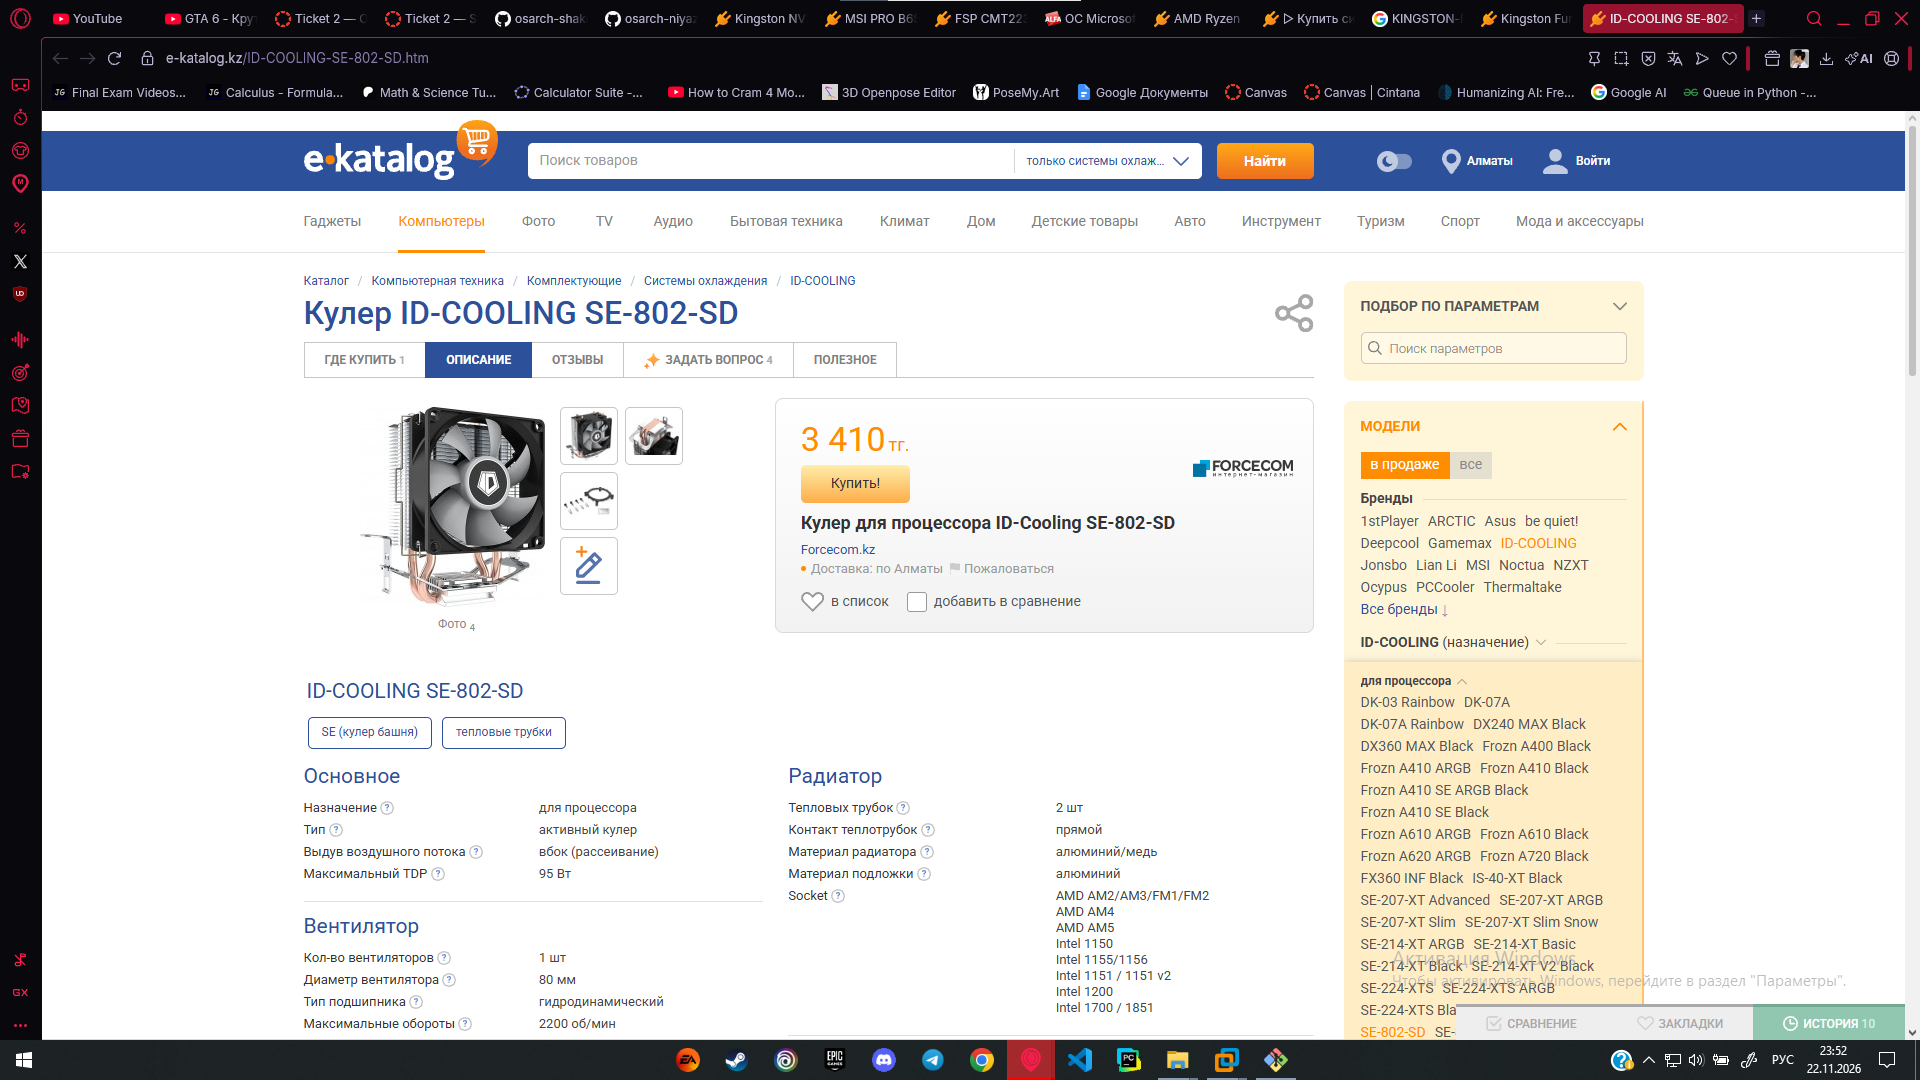 YouTube
GTA 6 - Кру
Ticket 2 — C
Ticket 2 — S
osarch-shak
osarch-niyaz
Kingston NV
MSI PRO B65
FSP CMT223
ОС Microsof
AMD Ryzen
▷ Купить си
KINGSTON-
Kingston Fur
ID-COOLING SE-802-
e-katalog.kz/ID-COOLING-SE-802-SD.htm
AI
Final Exam Videos...
Calculus - Formula...
Math & Science Tu...
Calculator Suite -...
How to Cram 4 Mo...
3D Openpose Editor
PoseMy.Art
Google Документы
Canvas
Canvas | Cintana
Humanizing AI: Fre...
Google AI
Queue in Python -...
e•katalog
Поиск товаров
только системы охлаж...
Найти
Алматы
Войти
Гаджеты
Компьютеры
Фото
TV
Аудио
Бытовая техника
Климат
Дом
Детские товары
Авто
Инструмент
Туризм
Спорт
Мода и аксессуары
Каталог / Компьютерная техника / Комплектующие / Системы охлаждения / ID-COOLING
Кулер ID-COOLING SE-802-SD
ГДЕ КУПИТЬ 1
ОПИСАНИЕ
ОТЗЫВЫ
ЗАДАТЬ ВОПРОС 4
ПОЛЕЗНОЕ
Фото 4
3 410 тг.
Купить!
FORCECOM
интернет-магазин
Кулер для процессора ID-Cooling SE-802-SD
Forcecom.kz
Доставка: по Алматы Пожаловаться
в список
добавить в сравнение
ID-COOLING SE-802-SD
SE (кулер башня)
тепловые трубки
Основное
Назначение ? для процессора
Тип ? активный кулер
Выдув воздушного потока ? вбок (рассеивание)
Максимальный TDP ? 95 Вт
Вентилятор
Кол-во вентиляторов ? 1 шт
Диаметр вентилятора ? 80 мм
Тип подшипника ? гидродинамический
Максимальные обороты ? 2200 об/мин
Радиатор
Тепловых трубок ? 2 шт
Контакт теплотрубок ? прямой
Материал радиатора ? алюминий/медь
Материал подложки ? алюминий
Socket ? AMD AM2/AM3/FM1/FM2
AMD AM4
AMD AM5
Intel 1150
Intel 1155/1156
Intel 1151 / 1151 v2
Intel 1200
Intel 1700 / 1851
ПОДБОР ПО ПАРАМЕТРАМ
Поиск параметров
МОДЕЛИ
в продаже
все
Бренды
1stPlayer ARCTIC Asus be quiet!
Deepcool Gamemax ID-COOLING
Jonsbo Lian Li MSI Noctua NZXT
Ocypus PCCooler Thermaltake
Все бренды ↓
ID-COOLING (назначение)
для процессора
DK-03 Rainbow DK-07A
DK-07A Rainbow DX240 MAX Black
DX360 MAX Black Frozn A400 Black
Frozn A410 ARGB Frozn A410 Black
Frozn A410 SE ARGB Black
Frozn A410 SE Black
Frozn A610 ARGB Frozn A610 Black
Frozn A620 ARGB Frozn A720 Black
FX360 INF Black IS-40-XT Black
SE-207-XT Advanced SE-207-XT ARGB
SE-207-XT Slim SE-207-XT Slim Snow
SE-214-XT ARGB SE-214-XT Basic
SE-214-XT Black SE-214-XT V2 Black
SE-224-XTS SE-224-XTS ARGB
SE-224-XTS Bla
SE-802-SD SE-
Активация Windows
Чтобы активировать Windows, перейдите в раздел "Параметры".
СРАВНЕНИЕ
ЗАКЛАДКИ
ИСТОРИЯ 10
GX
EA
EPIC
GAMES
PC
РУС
23:52
22.11.2026